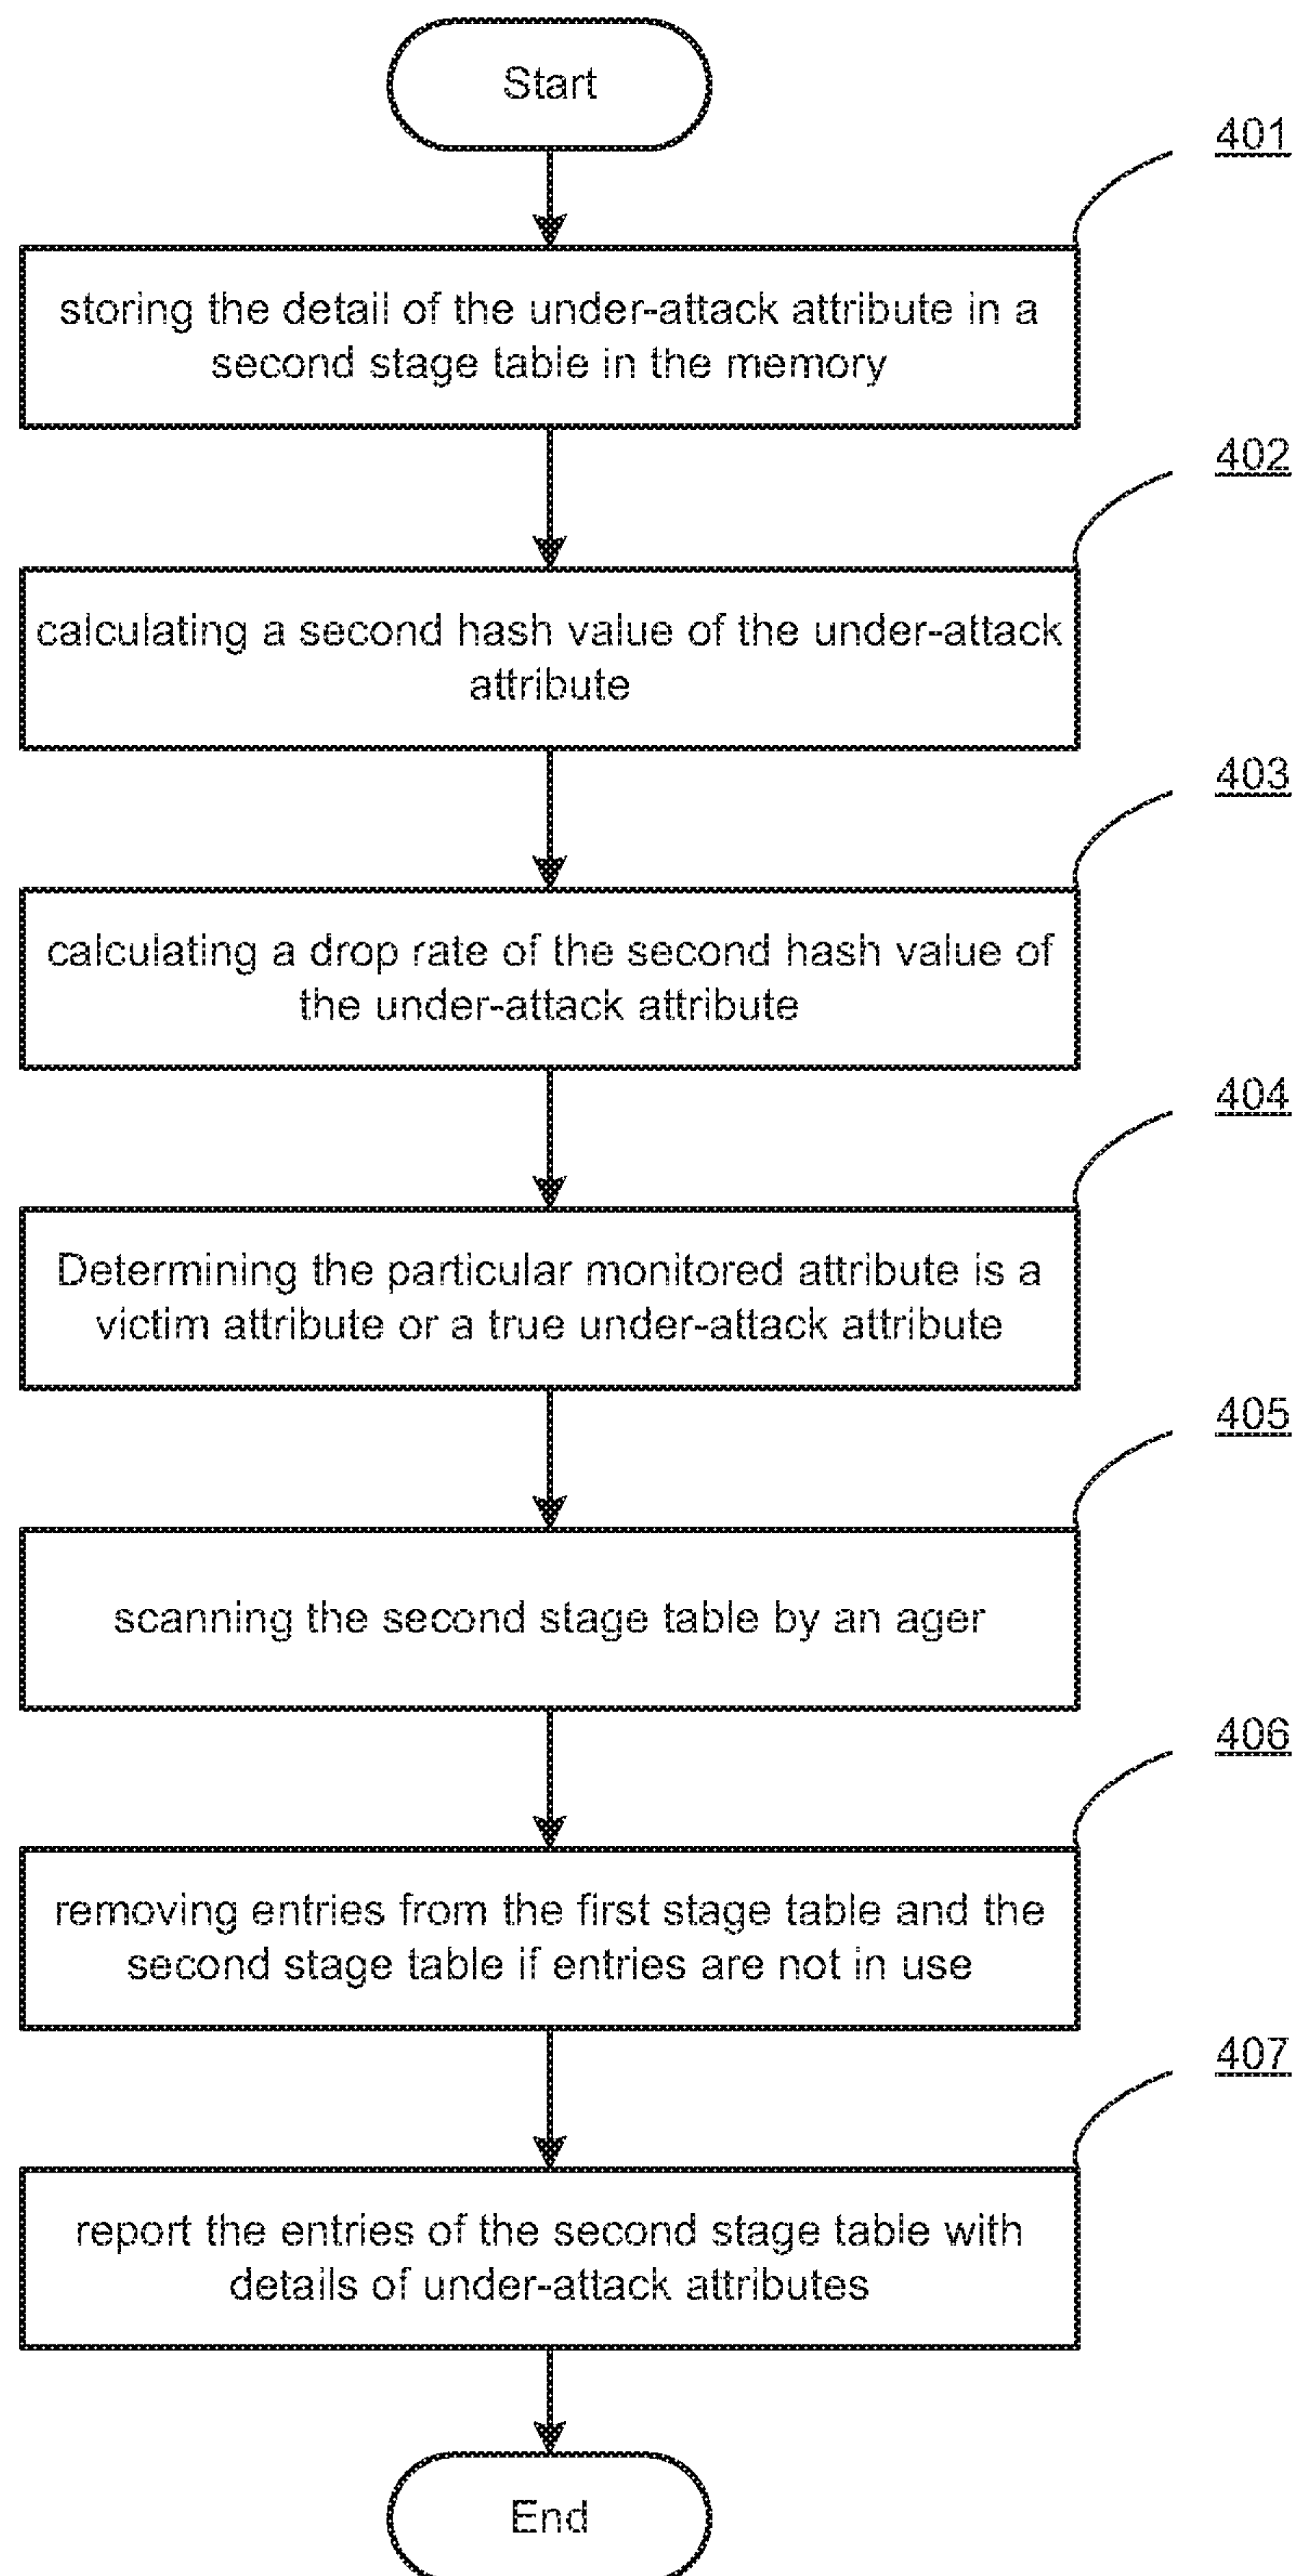 Start
401
storing the detail of the under-attack attribute in a
second stage table in the memory
402
calculating a second hash value of the under-attack
attribute
403
calculating a drop rate of the second hash value of
the under-attack attribute
404
Determining the particular monitored attribute is a
victim attribute or a true under-attack attribute
405
scanning the second stage table by an ager
406
removing entries from the first stage table and the
second stage table if entries are not in use
407
report the entries of the second stage table with
details of under-attack attributes
End